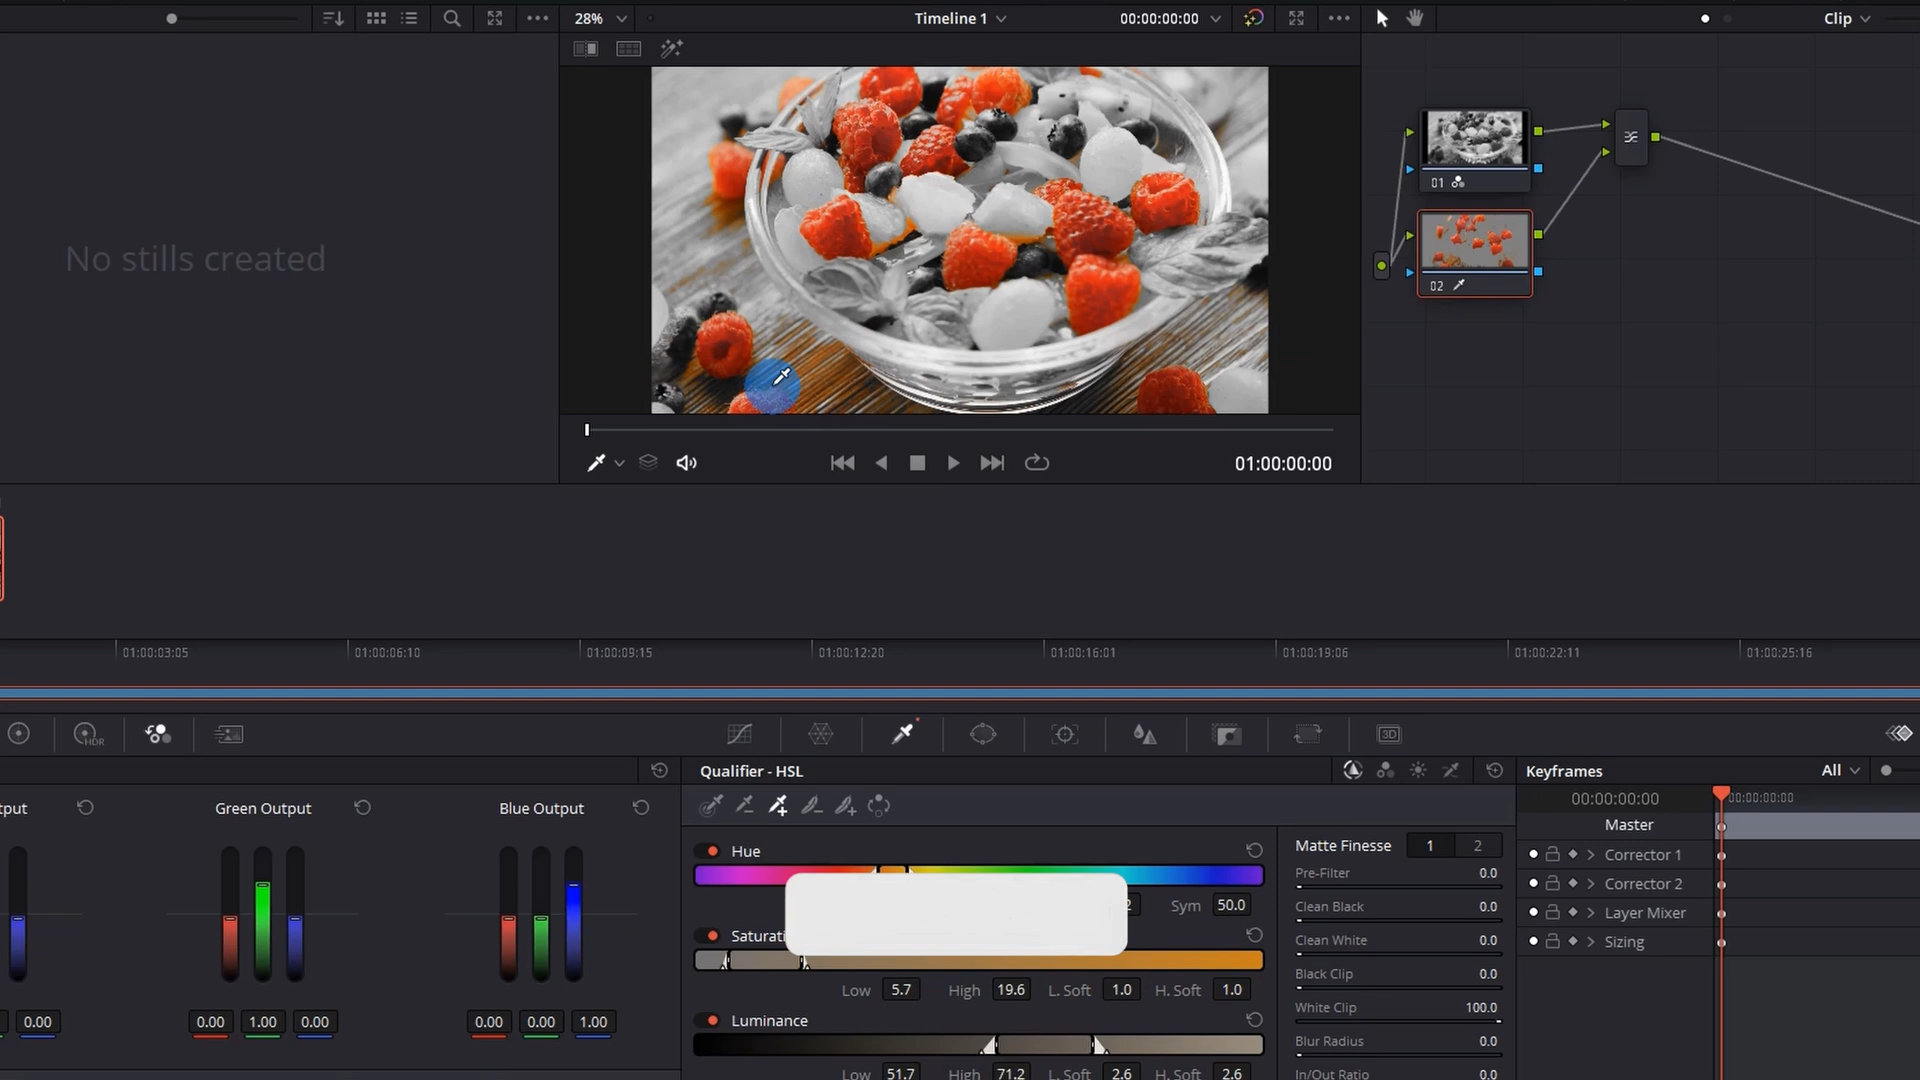 28%
Timeline 1
00:00:00:00
Clip
No stills created
01
02
01:00:00:00
01:00:03:05
01:00:06:10
01:00:09:15
01:00:12:20
01:00:16:01
01:00:19:06
01:00:22:11
01:00:25:16
HDR
3D
Qualifier - HSL
Keyframes
All
tput
Green Output
Blue Output
00:00:00:00
00:00:00:00
Master
Hue
Matte Finesse
1
2
Corrector 1
Pre-Filter
0.0
Corrector 2
2
Sym
50.0
Clean Black
0.0
Layer Mixer
Saturati
Clean White
0.0
Sizing
Black Clip
0.0
Low
5.7
High
19.6
L. Soft
1.0
H. Soft
1.0
White Clip
100.0
0.00
0.00
1.00
0.00
0.00
0.00
1.00
Luminance
Blur Radius
0.0
Low
51.7
High
71.2
L. Soft
2.6
H. Soft
2.6
In/Out Ratio
0.0